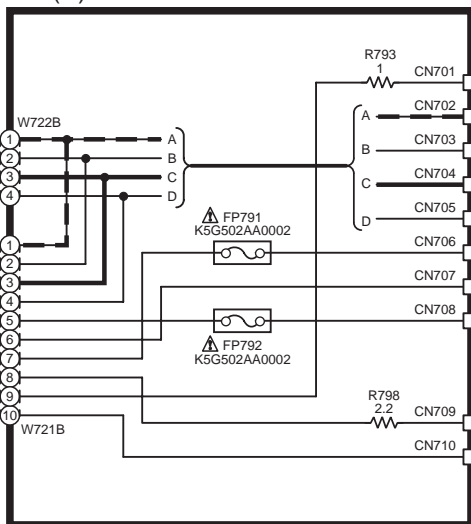 R793
1
CN701
W722B
CN702
1
A
A
2
B
B
CN703
3
C
C
CN704
4
D
D
CN705
FP791
K5G502AA0002
CN706
1
2
CN707
3
4
CN708
5
6
FP792
K5G502AA0002
7
8
R798
2.2
9
CN709
10
W721B
CN710